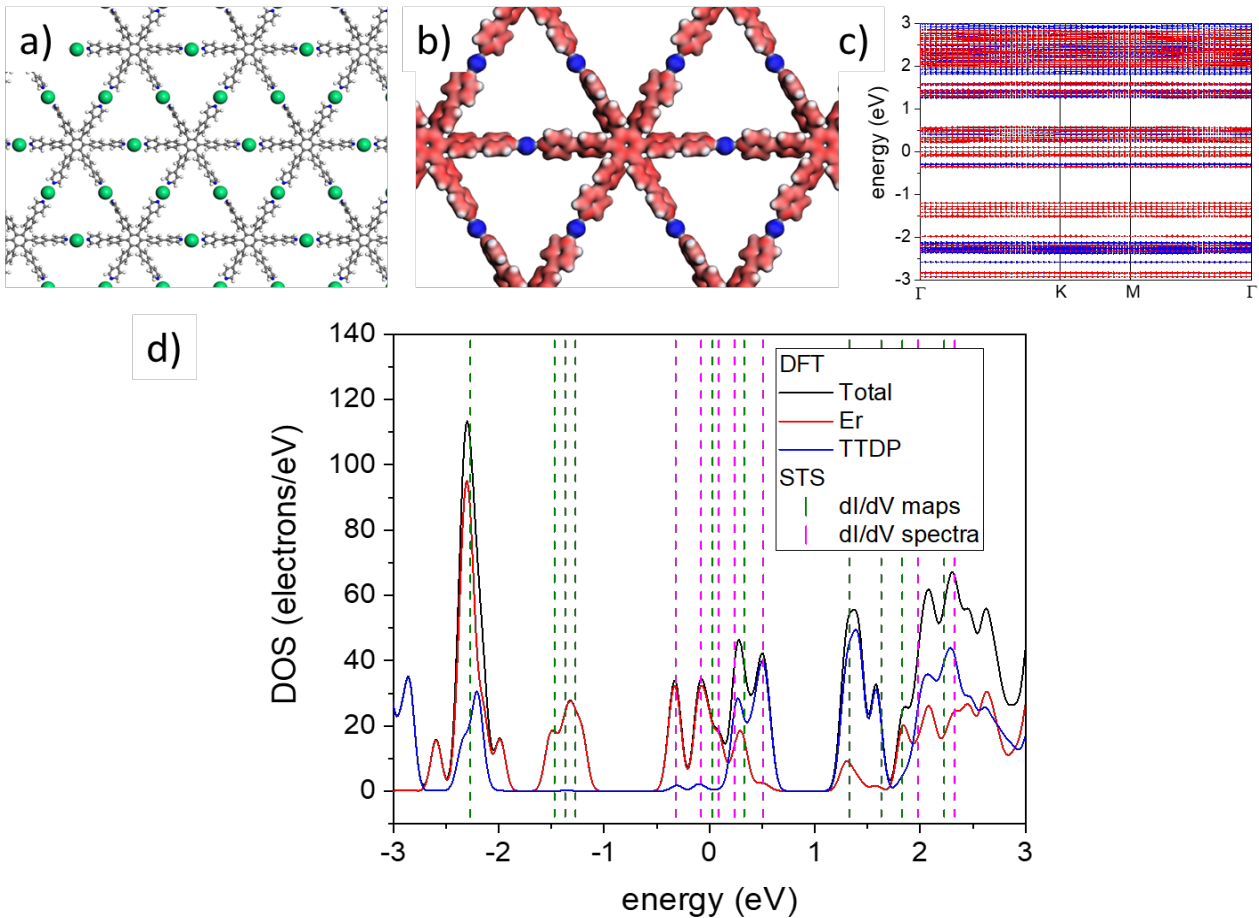 a)
b)
c)
3
2
1
0
-1
-2
-3
energy (eV)
Γ
K
M
Γ
d)
140
120
100
80
60
40
20
0
DOS (electrons/eV)
DFT
Total
Er
TTDP
STS
dI/dV maps
dI/dV spectra
-3
-2
-1
0
1
2
3
energy (eV)